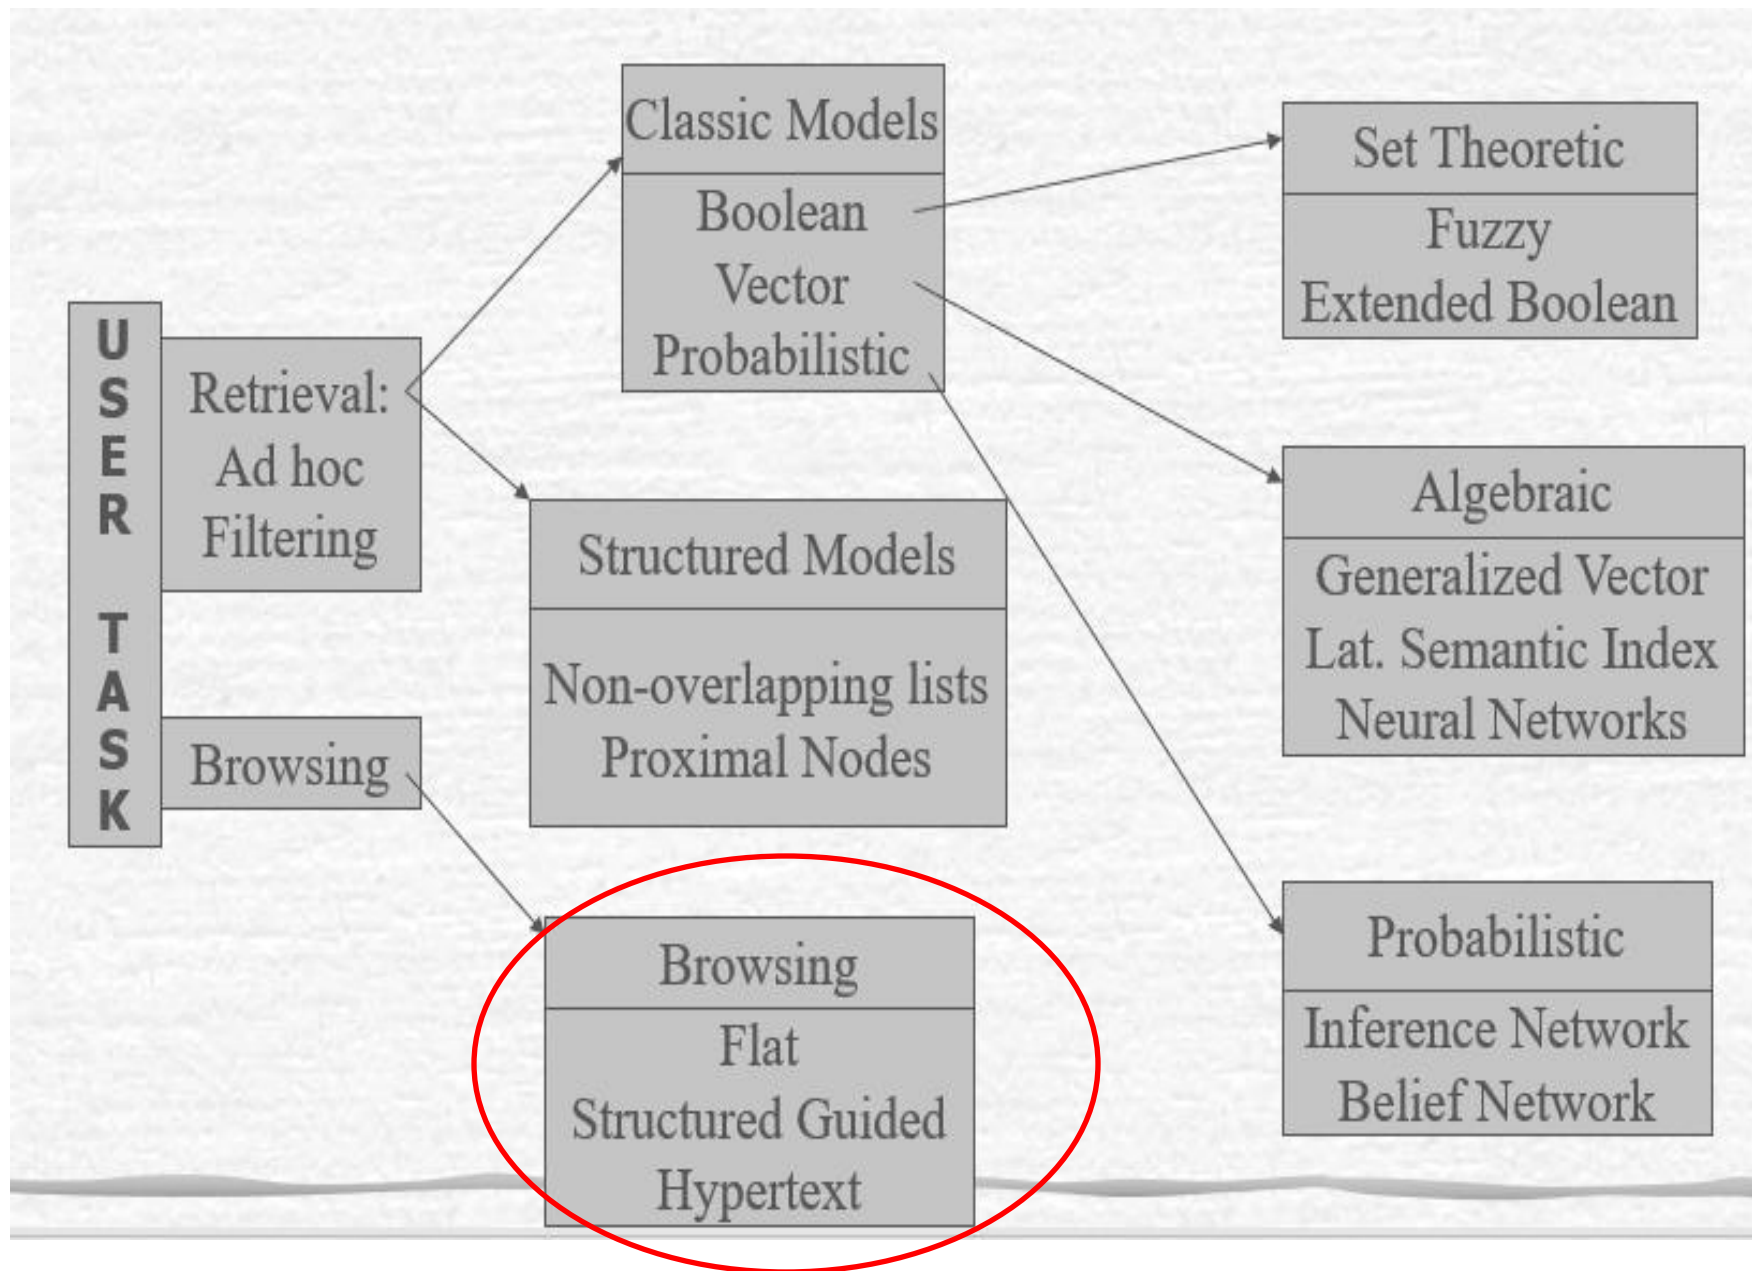 USER TASK
Retrieval:
Ad hoc
Filtering
Browsing
Classic Models
Boolean
Vector
Probabilistic
Structured Models
Non-overlapping lists
Proximal Nodes
Browsing
Flat
Structured Guided
Hypertext
Set Theoretic
Fuzzy
Extended Boolean
Algebraic
Generalized Vector
Lat. Semantic Index
Neural Networks
Probabilistic
Inference Network
Belief Network